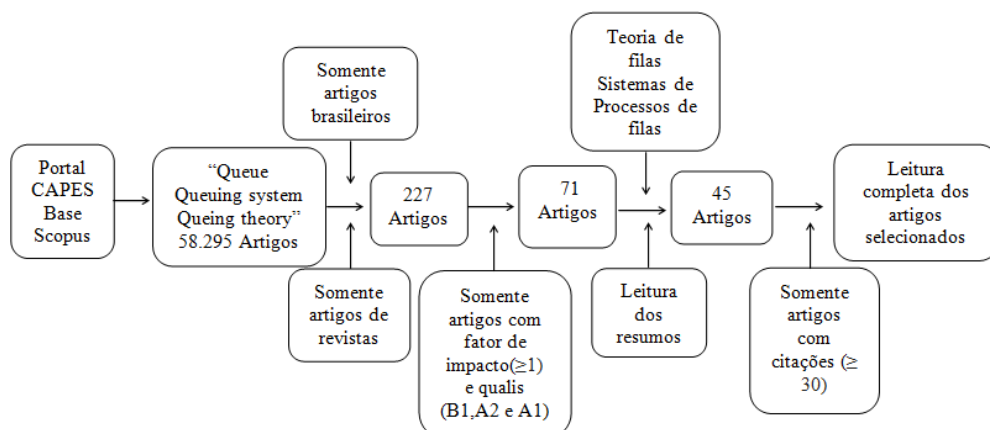 Portal
CAPES
Base
Scopus
“Queue
Queuing system
Queing theory”
58.295 Artigos
Somente
artigos
brasileiros
Somente
artigos de
revistas
227
Artigos
Somente
artigos com
fator de
impacto(≥1)
e qualis
(B1,A2 e A1)
71
Artigos
Teoria de
filas
Sistemas de
Processos de
filas
Leitura
dos
resumos
45
Artigos
Somente
artigos
com
citações (≥
30)
Leitura
completa dos
artigos
selecionados